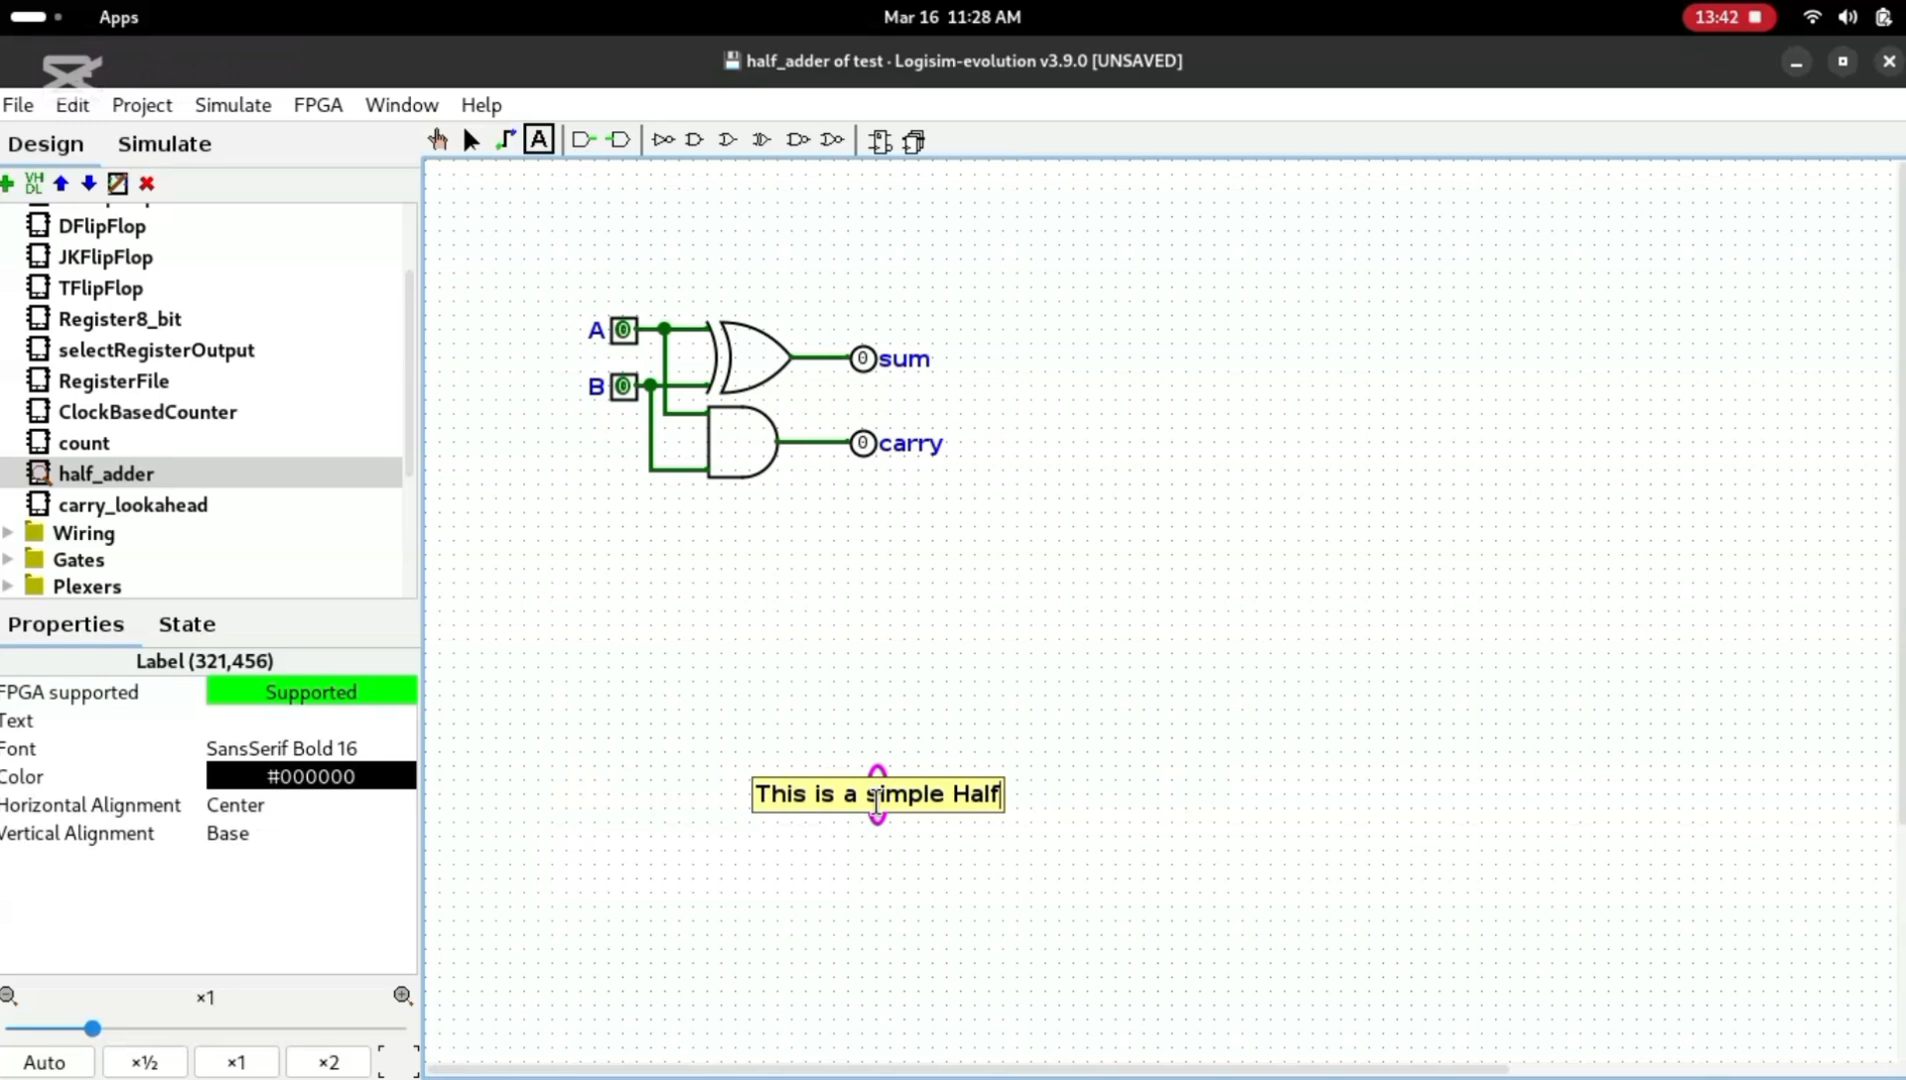 Apps
Mar 16 11:28 AM
13:42
half_adder of test · Logisim-evolution v3.9.0 [UNSAVED]
File Edit Project Simulate FPGA Window Help
Design Simulate
A
VH
DL
DFlipFlop
JKFlipFlop
TFlipFlop
Register8_bit
selectRegisterOutput
RegisterFile
ClockBasedCounter
count
half_adder
carry_lookahead
Wiring
Gates
Plexers
A 0
0 sum
B 0
0 carry
Properties State
Label (321,456)
FPGA supported Supported
Text
Font SansSerif Bold 16
Color #000000
Horizontal Alignment Center
Vertical Alignment Base
This is a simple Half
×1
Auto ×½ ×1 ×2